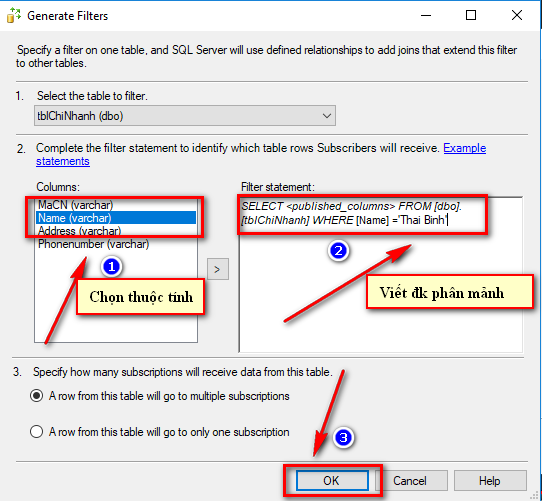 Generate Filters
Specify a filter on one table, and SQL Server will use defined relationships to add joins that extend this filter
to other tables.
1. Select the table to filter.
tblChiNhanh (dbo)
2. Complete the filter statement to identify which table rows Subscribers will receive. Example
statements
Columns:
MaCN (varchar)
Name (varchar)
Address (varchar)
Phonenumber (varchar)
1
Chọn thuộc tính
>
Filter statement:
SELECT <published_columns> FROM [dbo].
[tblChiNhanh] WHERE [Name] ='Thai Binh'
2
Viết đk phân mảnh
3. Specify how many subscriptions will receive data from this table.
A row from this table will go to multiple subscriptions
A row from this table will go to only one subscription
3
OK
Cancel
Help